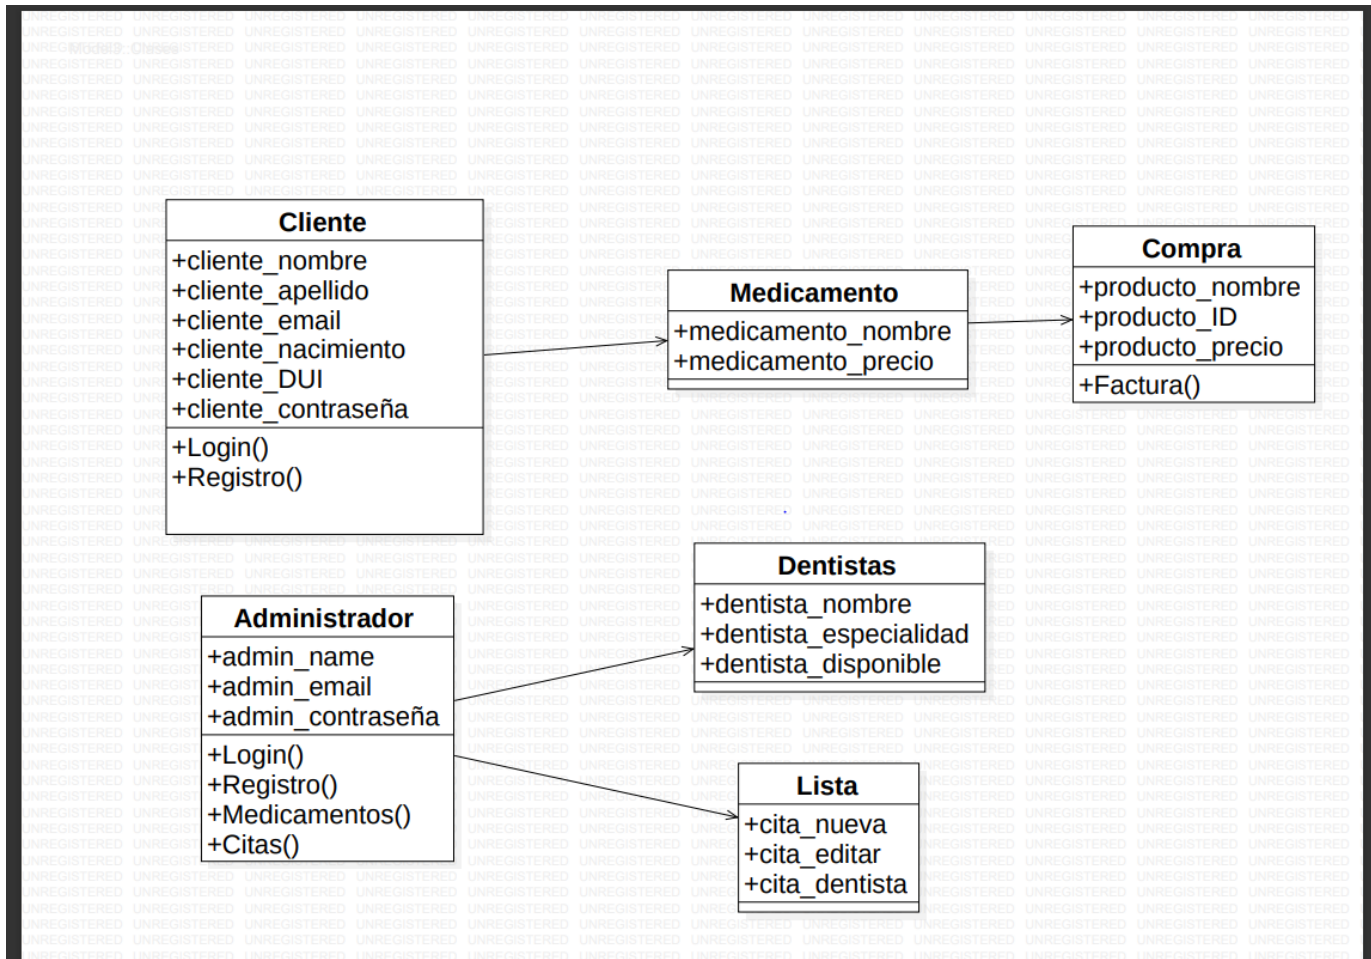 Cliente
+cliente_nombre
+cliente_apellido
+cliente_email
+cliente_nacimiento
+cliente_DUI
+cliente_contraseña
+Login()
+Registro()
Medicamento
+medicamento_nombre
+medicamento_precio
Compra
+producto_nombre
+producto_ID
+producto_precio
+Factura()
Administrador
+admin_name
+admin_email
+admin_contraseña
+Login()
+Registro()
+Medicamentos()
+Citas()
Dentistas
+dentista_nombre
+dentista_especialidad
+dentista_disponible
Lista
+cita_nueva
+cita_editar
+cita_dentista
UNREGISTERED